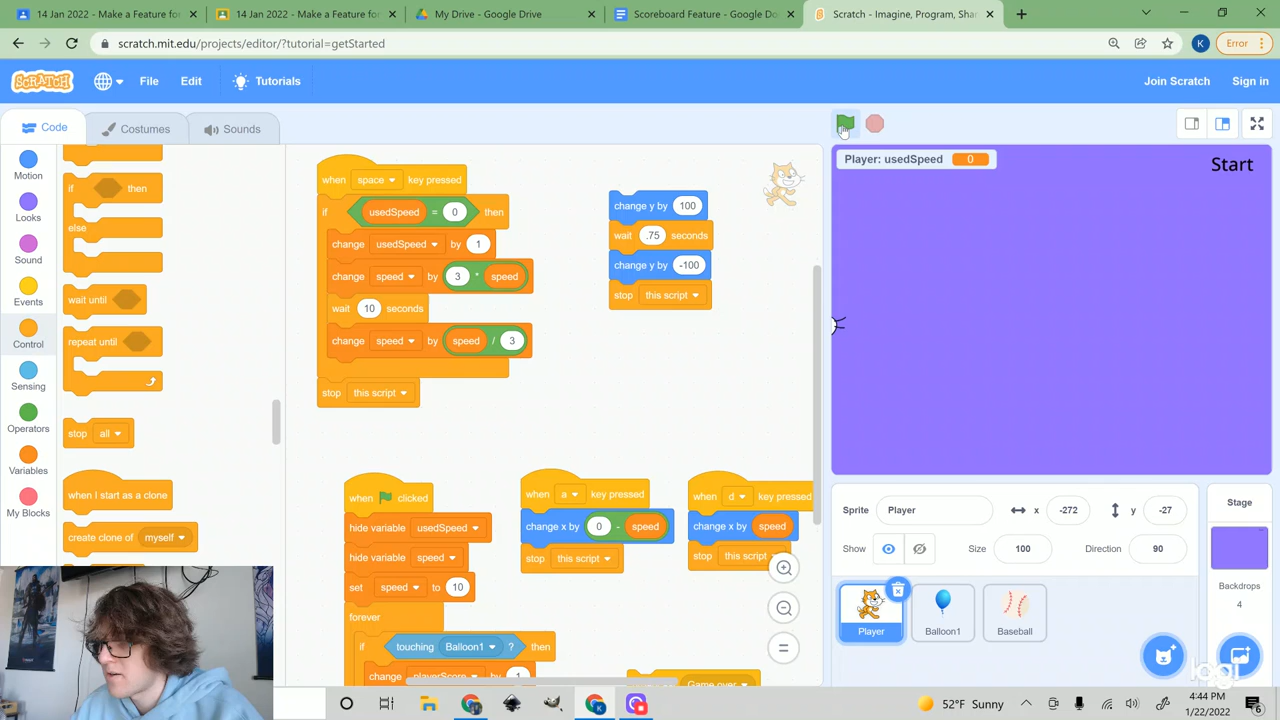 14 Jan 2022 - Make a Feature for
14 Jan 2022 - Make a Feature for
My Drive - Google Drive
Scoreboard Feature - Google Do
Scratch - Imagine, Program, Shar
scratch.mit.edu/projects/editor/?tutorial=getStarted
K
Error
SCRATCH
File
Edit
Tutorials
Join Scratch
Sign in
Code
Costumes
Sounds
Motion
Looks
Sound
Events
Control
Sensing
Operators
Variables
My Blocks
if then
else
wait until
repeat until
stop all
when I start as a clone
create clone of myself
when space key pressed
if usedSpeed = 0 then
change usedSpeed by 1
change speed by 3 * speed
wait 10 seconds
change speed by speed / 3
stop this script
change y by 100
wait .75 seconds
change y by -100
stop this script
when clicked
hide variable usedSpeed
hide variable speed
set speed to 10
forever
if touching Balloon1 ? then
change playerScore by 1
when a key pressed
change x by 0 - speed
stop this script
when d key pressed
change x by speed
stop this script
Game over
Player: usedSpeed 0
Start
Sprite Player x -272 y -27
Show Size 100 Direction 90
Player
Balloon1
Baseball
Stage
Backdrops
4
52°F Sunny
4:44 PM
1/22/2022
6